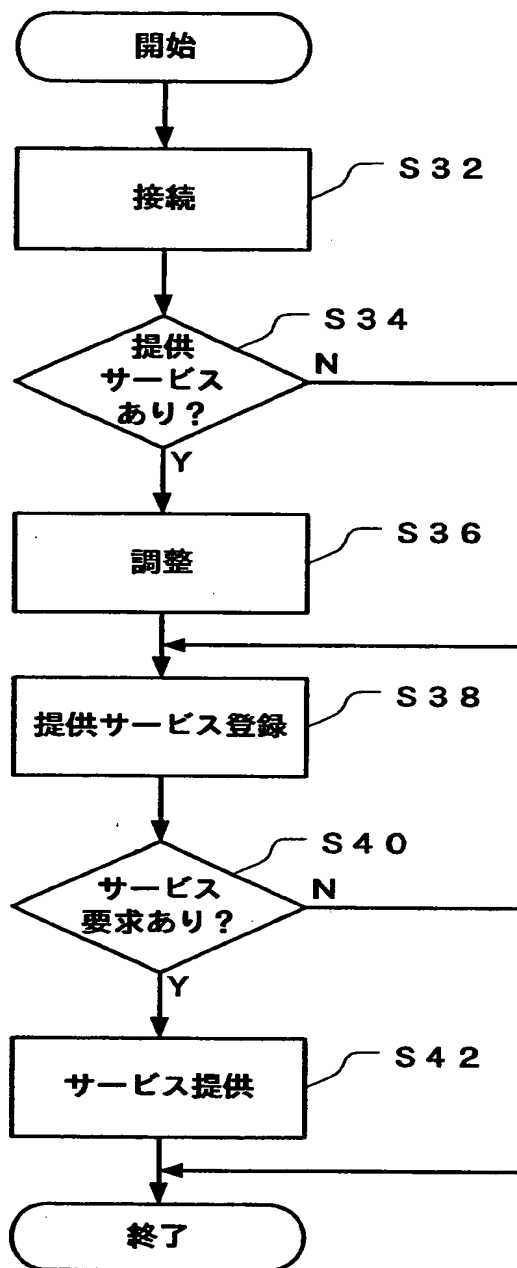 開始
接続
S32
提供
サービス
あり？
S34
N
Y
調整
S36
提供サービス登録
S38
サービス
要求あり？
S40
N
Y
サービス提供
S42
終了